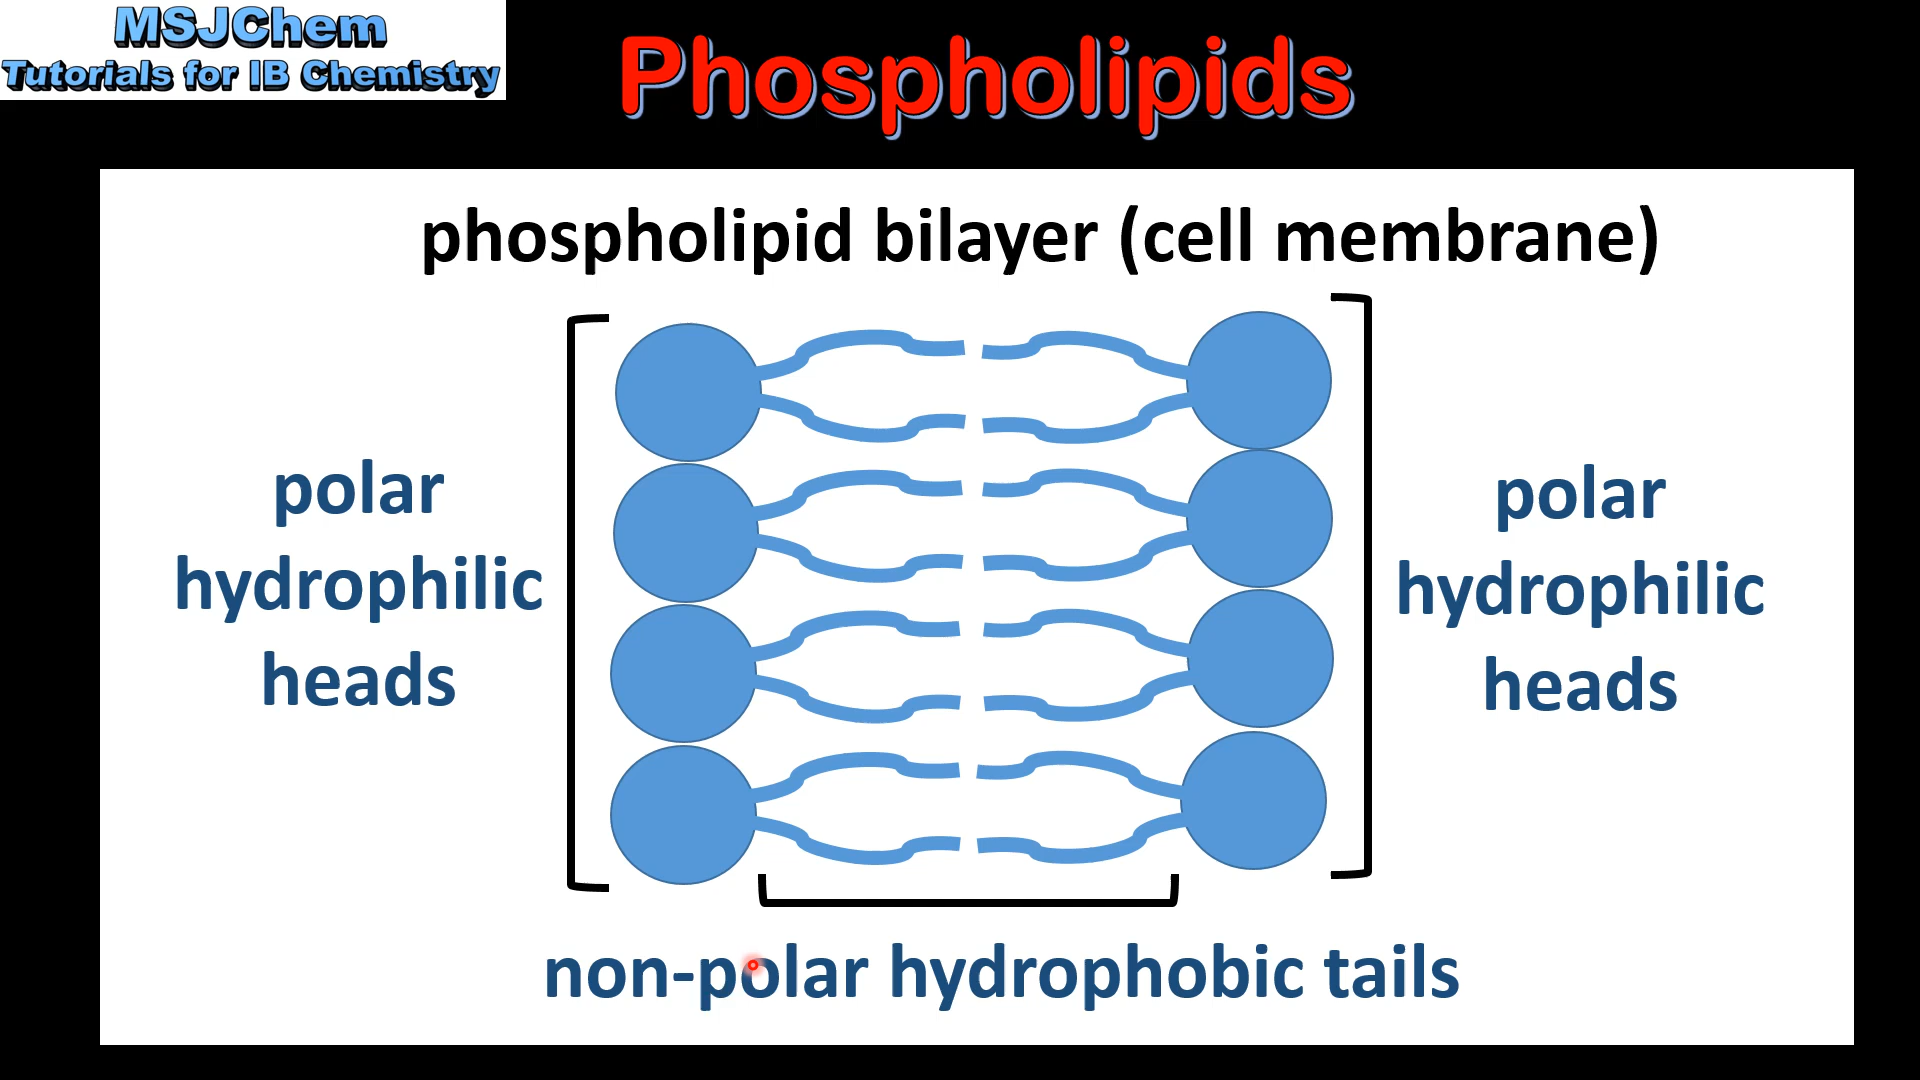 MSJChem
Tutorials for IB Chemistry
Phospholipids
phospholipid bilayer (cell membrane)
polar
hydrophilic
heads
polar
hydrophilic
heads
non-polar hydrophobic tails